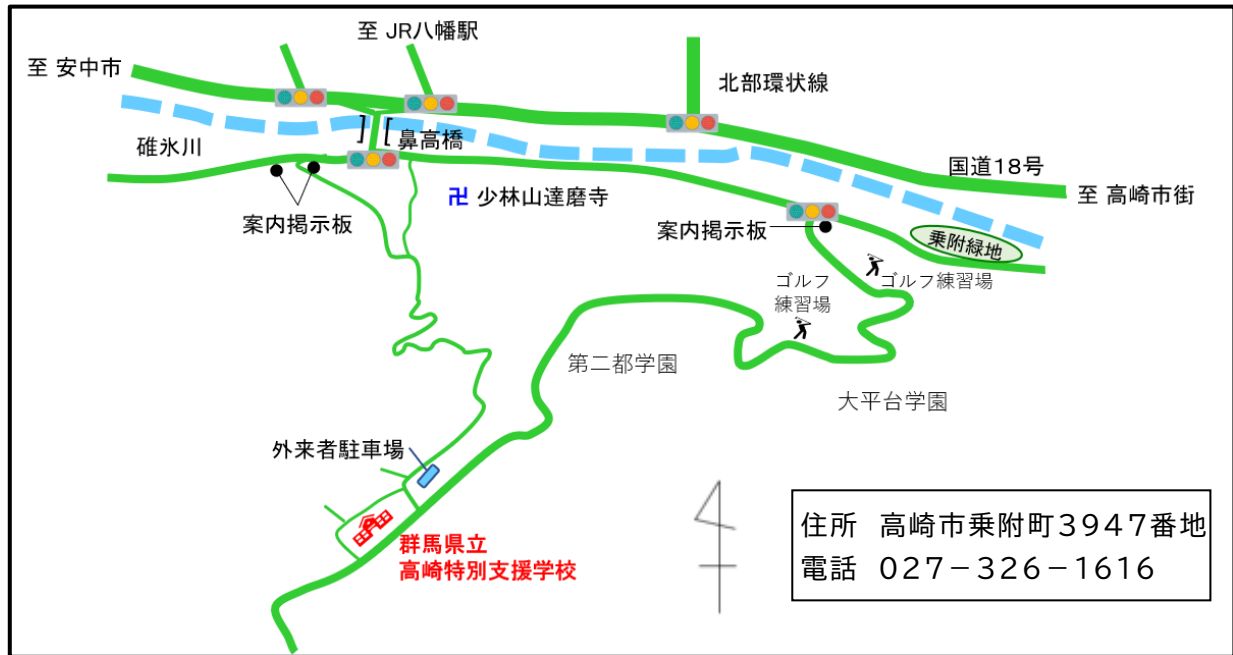 至 JR八幡駅
至 安中市
北部環状線
碓氷川
鼻高橋
国道18号
卍 少林山達磨寺
至 高崎市街
案内掲示板
案内掲示板
乗附緑地
ゴルフ
練習場
ゴルフ練習場
第二都学園
大平台学園
外来者駐車場
群馬県立
高崎特別支援学校
住所 高崎市乗附町3947番地
電話 027－326－1616